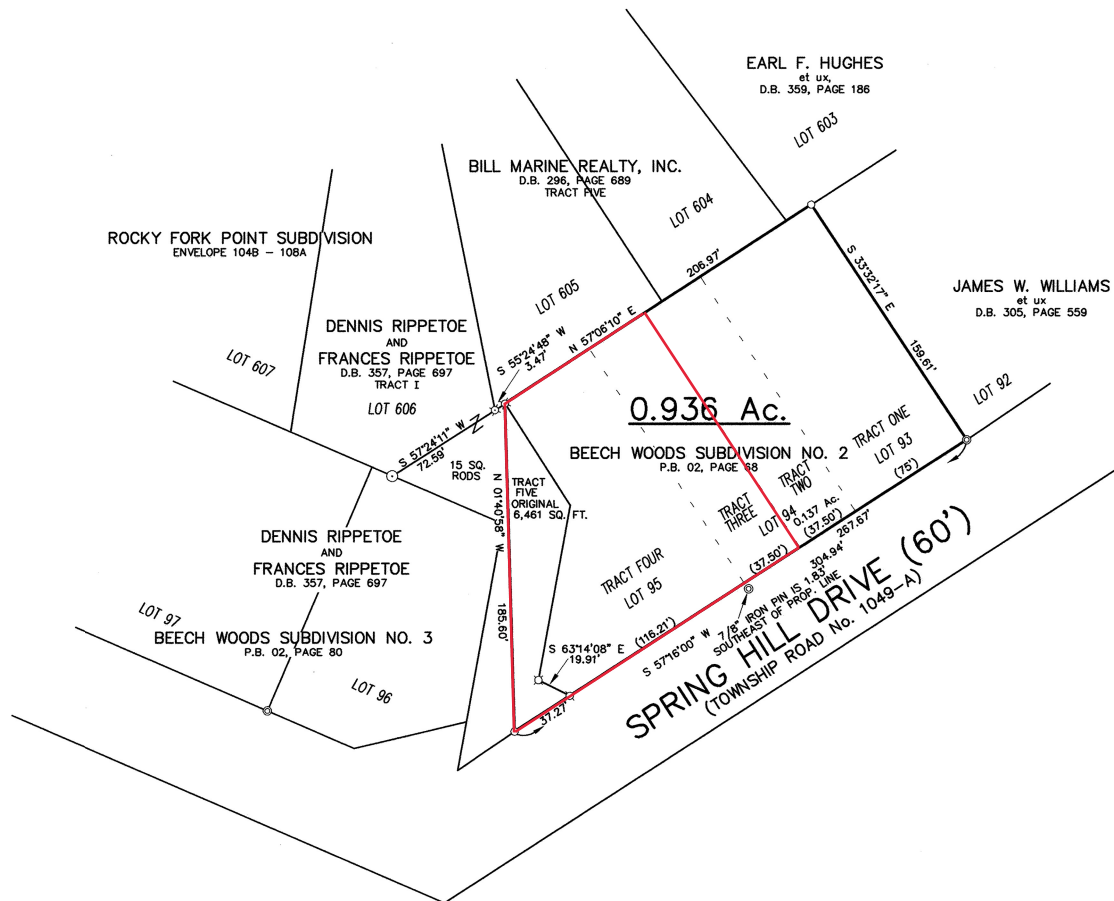 EARL F. HUGHES
et ux,
D.B. 359, PAGE 186
LOT 603
BILL MARINE REALTY, INC.
D.B. 296, PAGE 689
TRACT FIVE
LOT 604
ROCKY FORK POINT SUBDIVISION
ENVELOPE 104B – 108A
206.97'
S 33°32'17" E
159.61'
JAMES W. WILLIAMS
et ux
D.B. 305, PAGE 559
LOT 605
N 57°06'10" E
S 55°24'48" W
3.47'
DENNIS RIPPETOE
AND
FRANCES RIPPETOE
D.B. 357, PAGE 697
TRACT I
LOT 606
LOT 607
LOT 92
0.936 Ac.
BEECH WOODS SUBDIVISION NO. 2
P.B. 02, PAGE 68
TRACT ONE
LOT 93
(75')
S 57°24'11" W
72.59'
15 SQ.
RODS
N 01°40'58" W
185.60'
TRACT
FIVE
ORIGINAL
6,461 SQ. FT.
TRACT
TWO
0.137 Ac.
(37.50')
TRACT
THREE
LOT 94
(37.50')
267.67'
304.94'
TRACT FOUR
LOT 95
(116.21')
S 57°16'00" W
7/8" IRON PIN IS 1.83'
SOUTHEAST OF PROP. LINE
SPRING HILL DRIVE (60')
(TOWNSHIP ROAD No. 1049–A)
DENNIS RIPPETOE
AND
FRANCES RIPPETOE
D.B. 357, PAGE 697
LOT 97
BEECH WOODS SUBDIVISION NO. 3
P.B. 02, PAGE 80
LOT 96
S 63°14'08" E
19.91'
37.27'